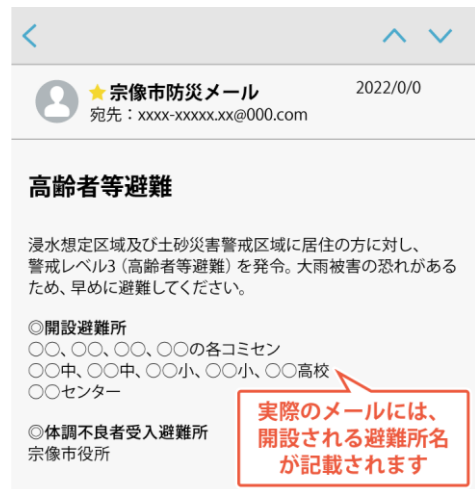 宗像市防災メール
2022/0/0
宛先：xxxx-xxxxx.xx@000.com
高齢者等避難
浸水想定区域及び土砂災害警戒区域に居住の方に対し、
警戒レベル3（高齢者等避難）を発令。大雨被害の恐れがある
ため、早めに避難してください。
◎開設避難所
○○、○○、○○、○○の各コミセン
○○中、○○中、○○小、○○小、○○高校
○○センター
◎体調不良者受入避難所
宗像市役所
実際のメールには、
開設される避難所名
が記載されます